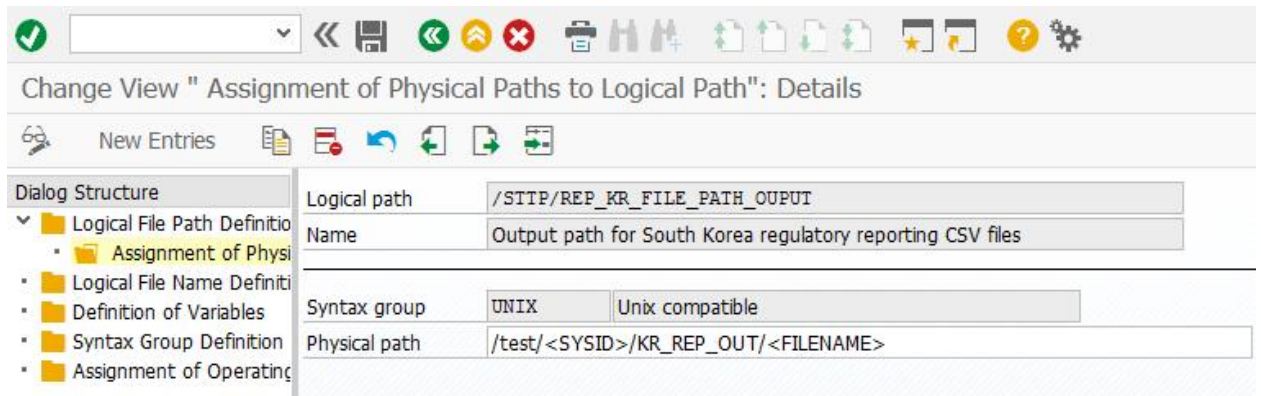 Change View " Assignment of Physical Paths to Logical Path": Details
New Entries
Dialog Structure
Logical File Path Definitio
Assignment of Physi
Logical File Name Definiti
Definition of Variables
Syntax Group Definition
Assignment of Operating
Logical path /STTP/REP_KR_FILE_PATH_OUPUT
Name Output path for South Korea regulatory reporting CSV files
Syntax group UNIX Unix compatible
Physical path /test/<SYSID>/KR_REP_OUT/<FILENAME>